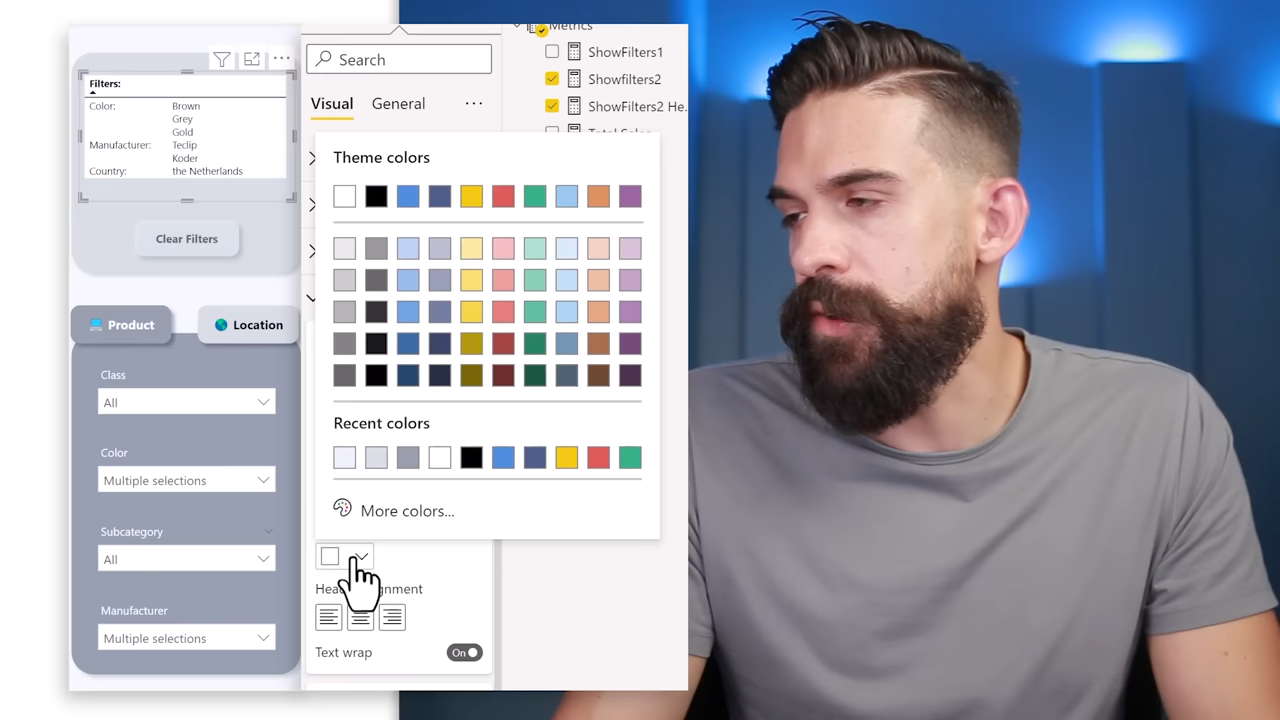 Filters:
Color: Brown
Grey
Gold
Manufacturer: Teclip
Koder
Country: the Netherlands
Clear Filters
Product
Location
Class
All
Color
Multiple selections
Subcategory
All
Manufacturer
Multiple selections
Search
Visual General ...
Theme colors
Recent colors
More colors...
Text wrap
On
Metrics
ShowFilters1
Showfilters2
ShowFilters2 He...
Total Sales